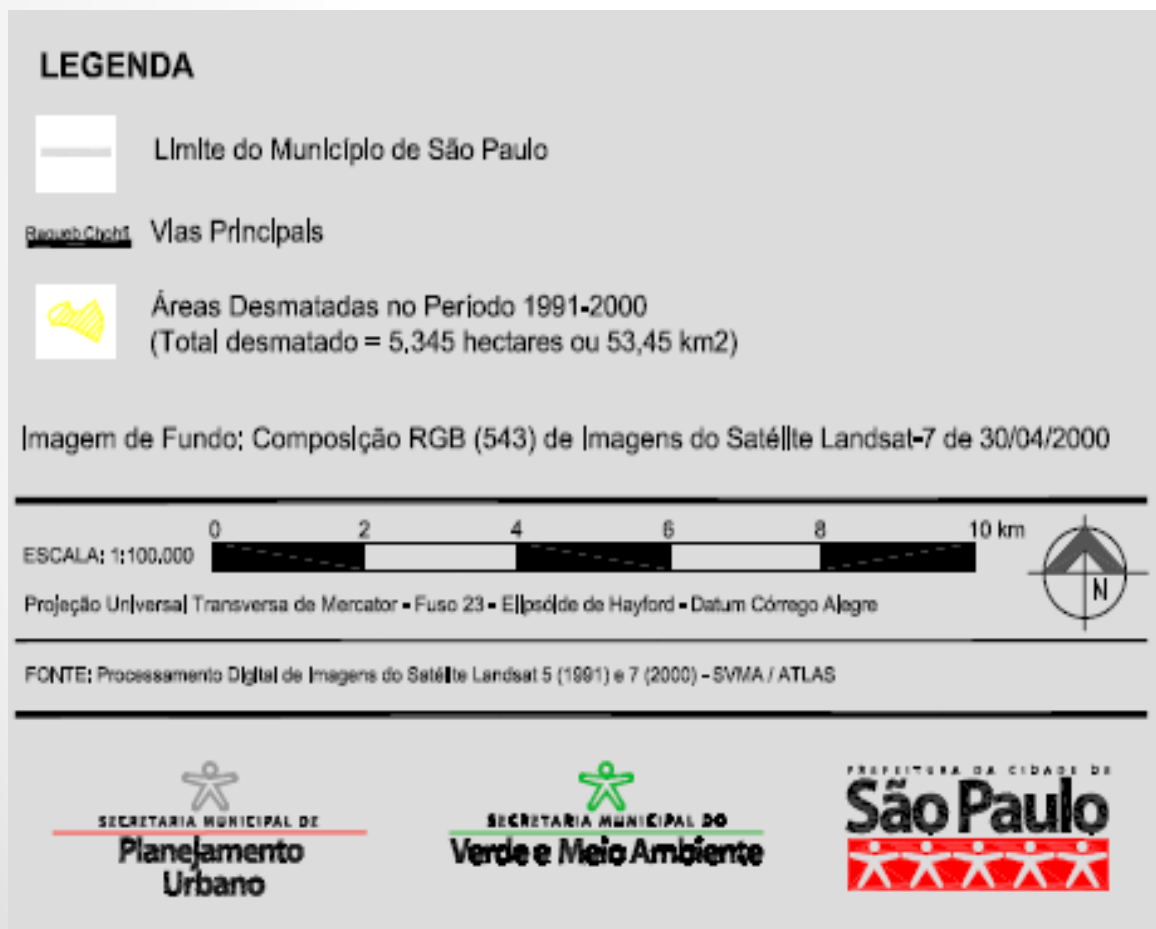 LEGENDA
Limite do Município de São Paulo
Ragueb Chohfi Vias Principais
Áreas Desmatadas no Período 1991-2000
(Total desmatado = 5.345 hectares ou 53,45 km2)
Imagem de Fundo: Composição RGB (543) de Imagens do Satélite Landsat-7 de 30/04/2000
0 2 4 6 8 10 km
ESCALA: 1:100.000
N
Projeção Universal Transversa de Mercator - Fuso 23 - Elipsóide de Hayford - Datum Córrego Alegre
FONTE: Processamento Digital de Imagens do Satélite Landsat 5 (1991) e 7 (2000) - SVMA / ATLAS
SECRETARIA MUNICIPAL DE
Planejamento
Urbano
SECRETARIA MUNICIPAL DO
Verde e Meio Ambiente
PREFEITURA DA CIDADE DE
São Paulo